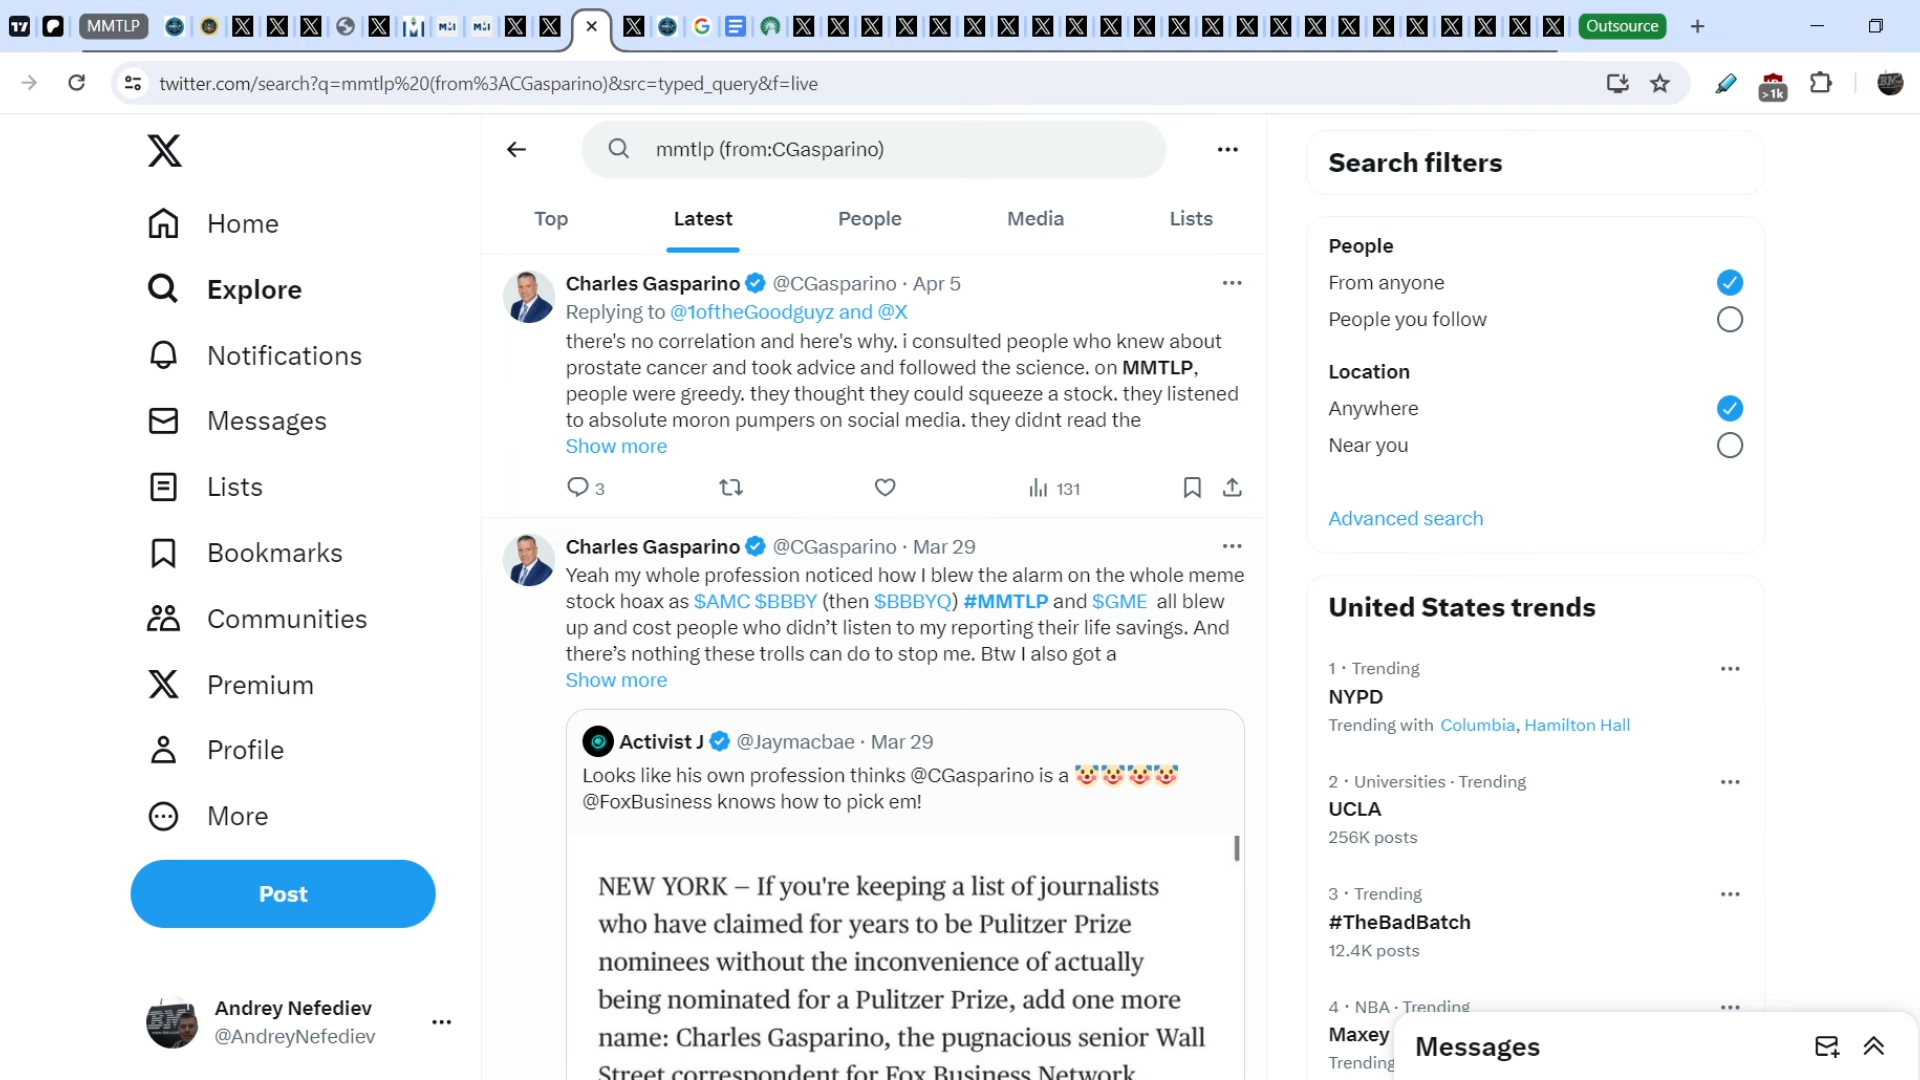 MMTLP
Outsource
twitter.com/search?q=mmtlp%20(from%3ACGasparino)&src=typed_query&f=live
>1k
mmtlp (from:CGasparino)
Top
Latest
People
Media
Lists
Home
Explore
Notifications
Messages
Lists
Bookmarks
Communities
Premium
Profile
More
Post
Andrey Nefediev
@AndreyNefediev
Charles Gasparino @CGasparino · Apr 5
Replying to @1oftheGoodguyz and @X
there's no correlation and here's why. i consulted people who knew about
prostate cancer and took advice and followed the science. on MMTLP,
people were greedy. they thought they could squeeze a stock. they listened
to absolute moron pumpers on social media. they didnt read the
Show more
3
131
Charles Gasparino @CGasparino · Mar 29
Yeah my whole profession noticed how I blew the alarm on the whole meme
stock hoax as $AMC $BBBY (then $BBBYQ) #MMTLP and $GME all blew
up and cost people who didn’t listen to my reporting their life savings. And
there’s nothing these trolls can do to stop me. Btw I also got a
Show more
Activist J @Jaymacbae · Mar 29
Looks like his own profession thinks @CGasparino is a 🤡🤡🤡🤡
@FoxBusiness knows how to pick em!
NEW YORK – If you're keeping a list of journalists
who have claimed for years to be Pulitzer Prize
nominees without the inconvenience of actually
being nominated for a Pulitzer Prize, add one more
name: Charles Gasparino, the pugnacious senior Wall
Street correspondent for Fox Business Network.
Search filters
People
From anyone
People you follow
Location
Anywhere
Near you
Advanced search
United States trends
1 · Trending
NYPD
Trending with Columbia, Hamilton Hall
2 · Universities · Trending
UCLA
256K posts
3 · Trending
#TheBadBatch
12.4K posts
4 · NBA · Trending
Maxey
Trending
Messages